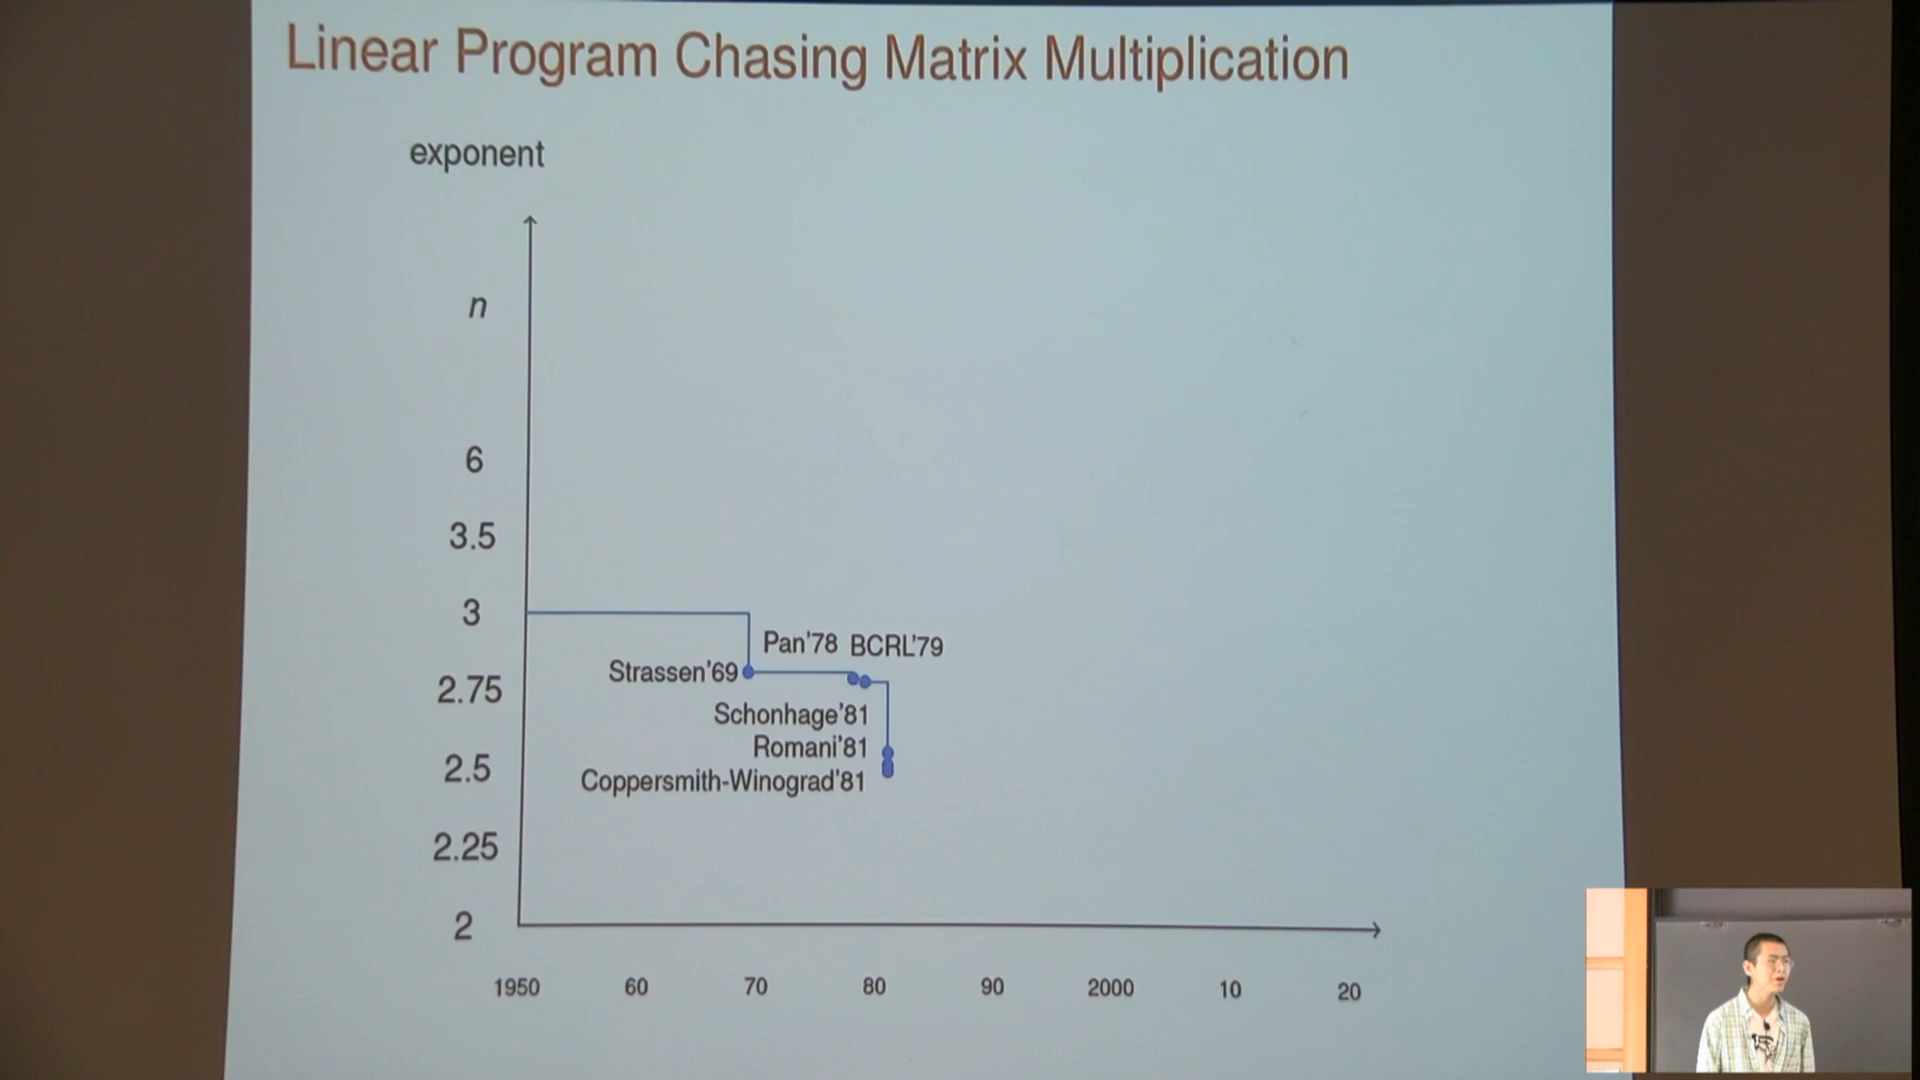 Linear Program Chasing Matrix Multiplication
exponent
n
6
3.5
3
Pan'78 BCRL'79
Strassen'69
2.75
Schonhage'81
Romani'81
2.5
Coppersmith-Winograd'81
2.25
2
1950 60 70 80 90 2000 10 20